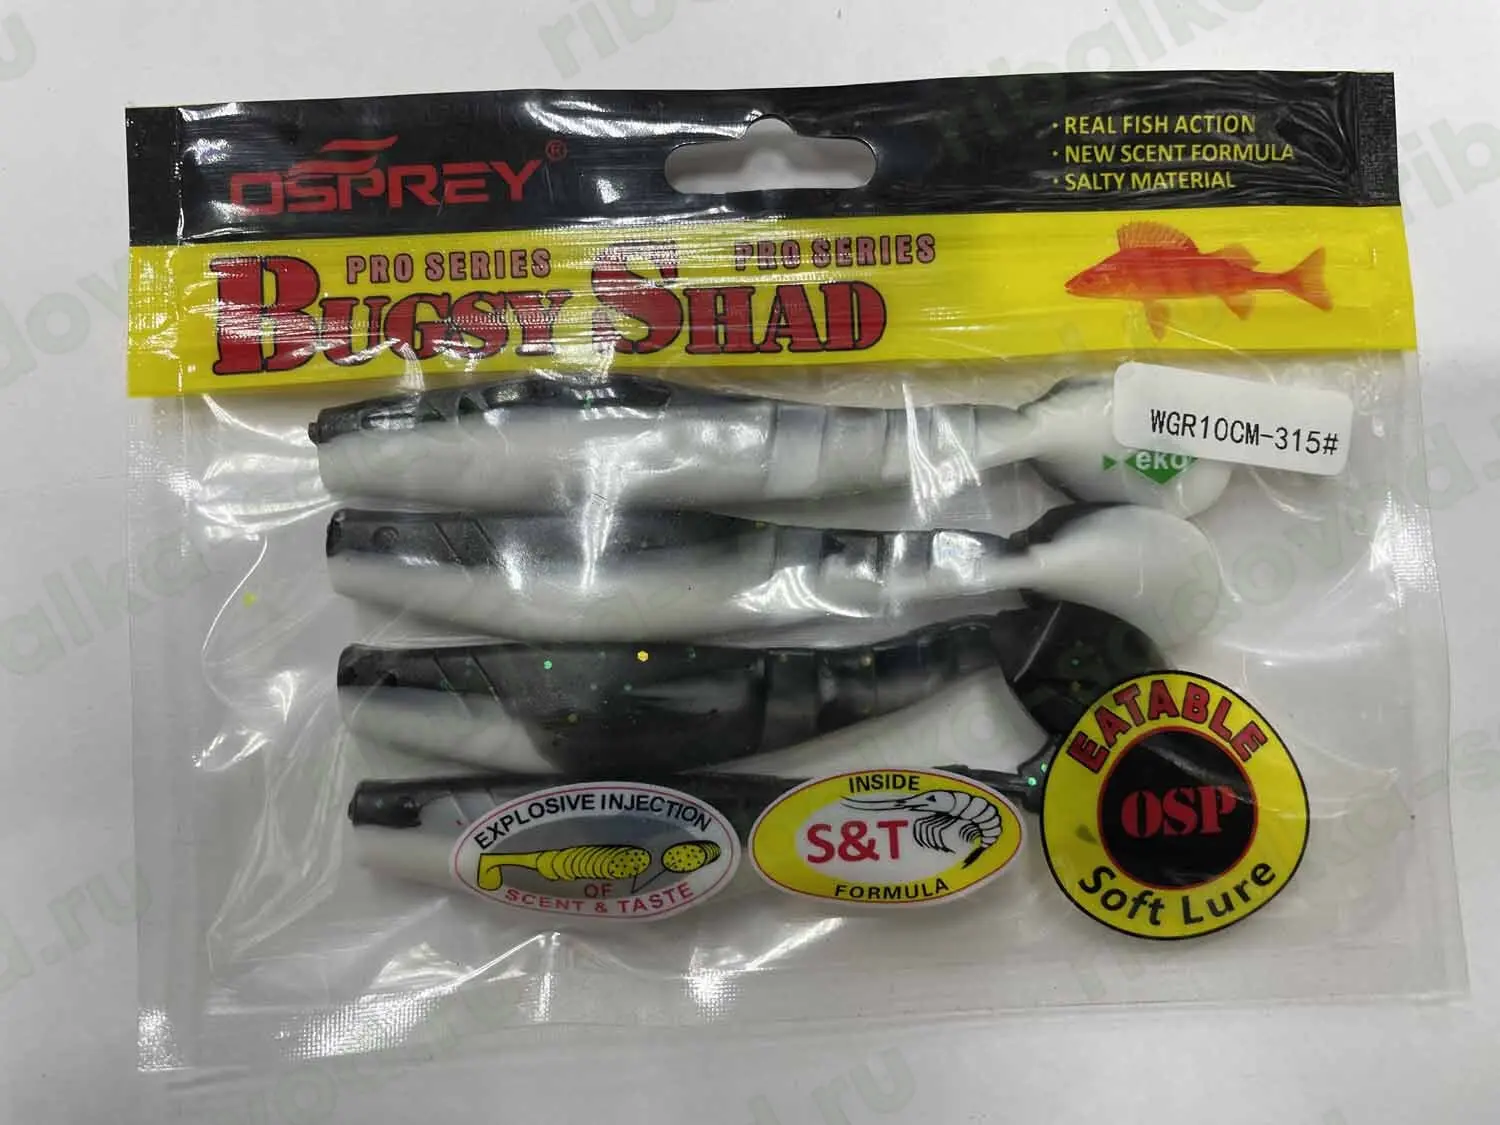 OSPREY®
· REAL FISH ACTION
· NEW SCENT FORMULA
· SALTY MATERIAL
PRO SERIES PRO SERIES
BUGSY SHAD
WGR10CM-315#
eko
EXPLOSIVE INJECTION
OF
SCENT & TASTE
INSIDE
S&T
FORMULA
EATABLE
OSP
Soft Lure